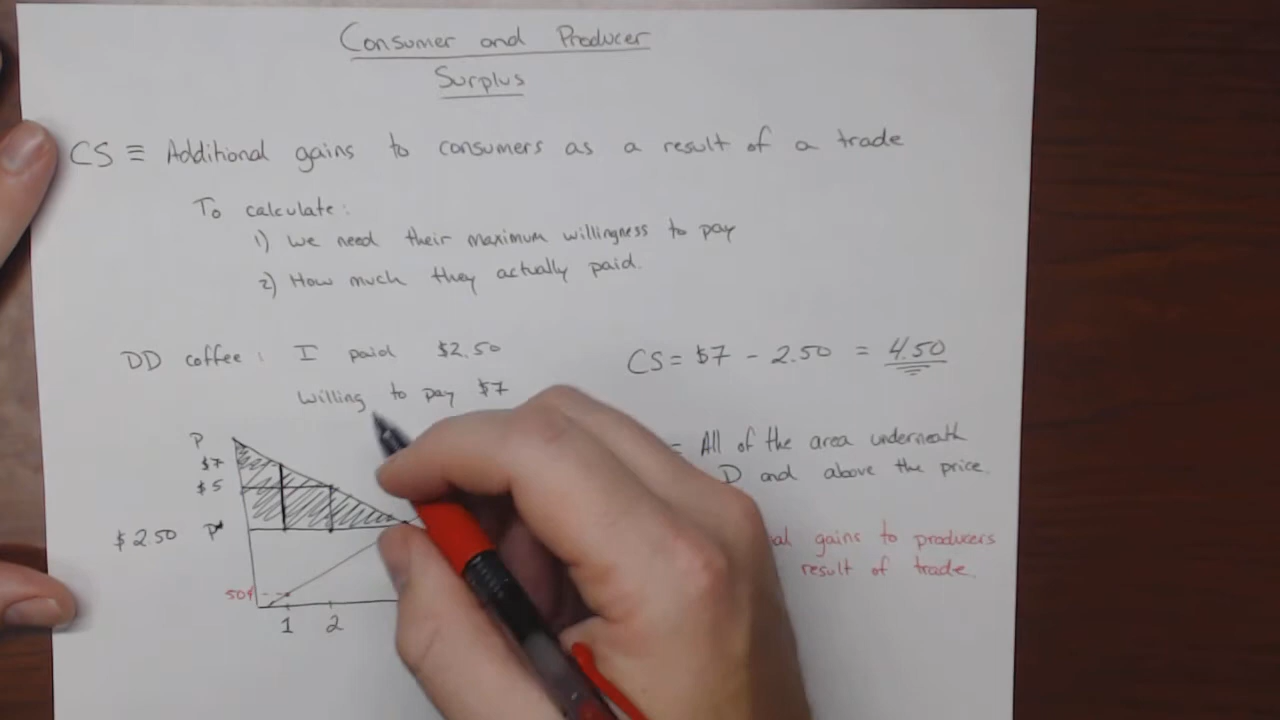 Consumer and Producer
Surplus
CS ≡ Additional gains to consumers as a result of a trade
To calculate:
1) We need their maximum willingness to pay
2) How much they actually paid.
DD coffee: I paid $2.50
Willing to pay $7
CS = $7 - 2.50 = 4.50
= All of the area underneath
D and above the price.
gains to producers
result of trade.
P
$7
$5
$2.50 P*
50¢
1 2